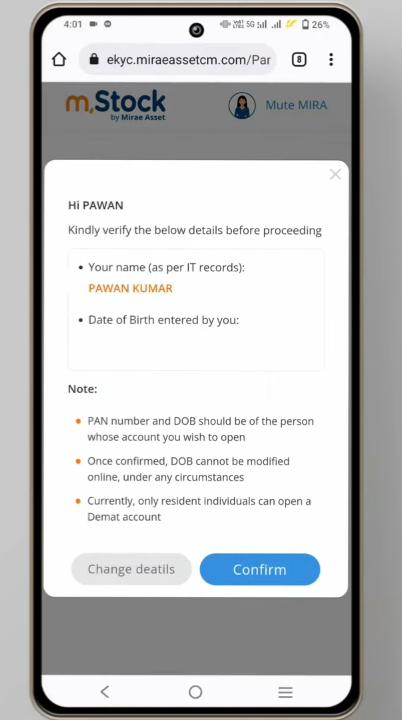 4:01
5G
26%
ekyc.miraeassetcm.com/Par
8
m.Stock
by Mirae Asset
Mute MIRA
Hi PAWAN
Kindly verify the below details before proceeding
• Your name (as per IT records):
PAWAN KUMAR
• Date of Birth entered by you:
Note:
• PAN number and DOB should be of the person
whose account you wish to open
• Once confirmed, DOB cannot be modified
online, under any circumstances
• Currently, only resident individuals can open a
Demat account
Change deatils
Confirm